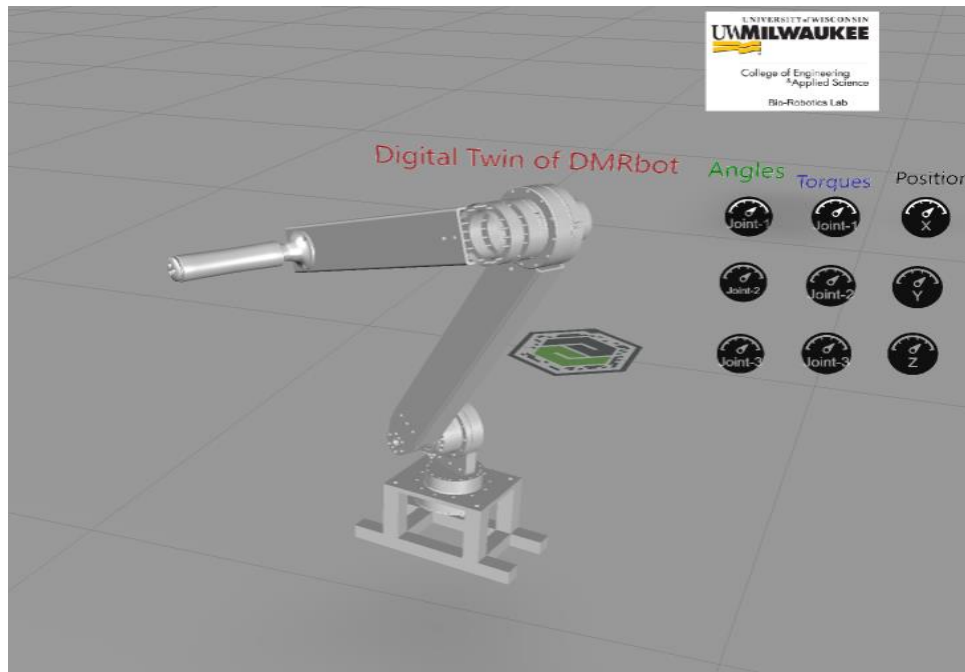 UNIVERSITY of WISCONSIN
UWMILWAUKEE
College of Engineering
&Applied Science
Bio-Robotics Lab
Digital Twin of DMRbot
Angles
Torques
Position
Joint-1
Joint-1
X
Joint-2
Joint-2
Y
Joint-3
Joint-3
Z